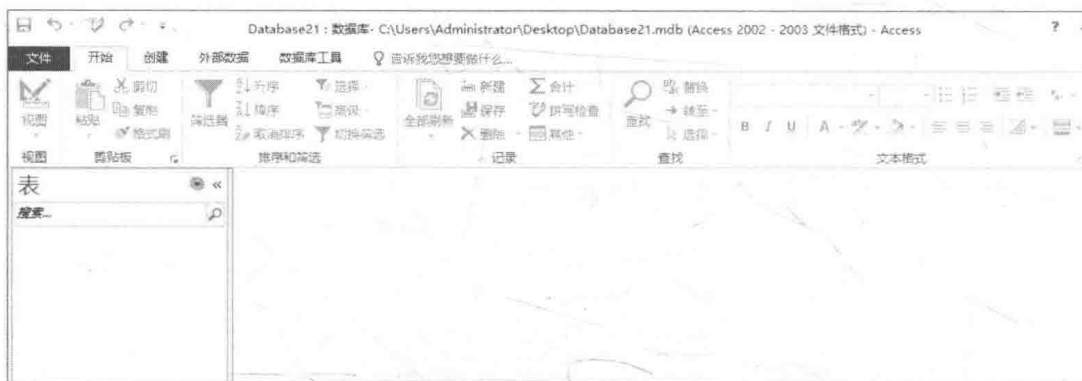 Database21 : 数据库- C:\Users\Administrator\Desktop\Database21.mdb (Access 2002 - 2003 文件格式) - Access ?
文件 开始 创建 外部数据 数据库工具 告诉我您想要做什么...
剪切 升序 选择 新建 合计 替换
复制 降序 高级 保存 拼写检查 转至
视图 粘贴 格式刷 筛选器 取消排序 切换筛选 全部刷新 删除 其他 查找 选择 B I U A
视图 剪贴板 排序和筛选 记录 查找 文本格式
表 «
搜索...